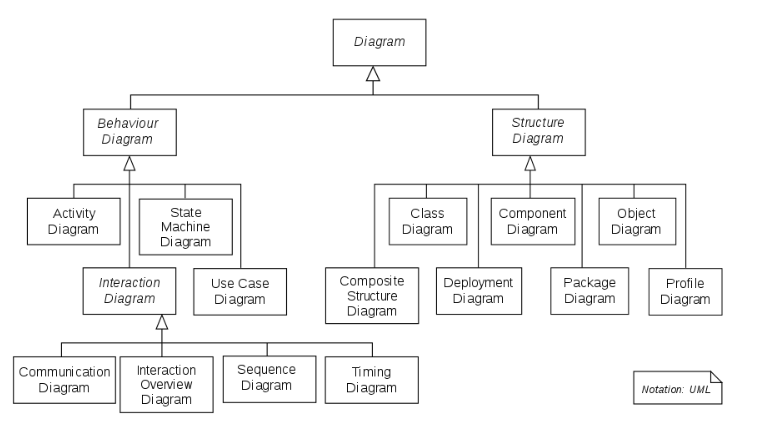 Diagram
Behaviour
Diagram
Structure
Diagram
Activity
Diagram
State
Machine
Diagram
Class
Diagram
Component
Diagram
Object
Diagram
Interaction
Diagram
Use Case
Diagram
Composite
Structure
Diagram
Deployment
Diagram
Package
Diagram
Profile
Diagram
Communication
Diagram
Interaction
Overview
Diagram
Sequence
Diagram
Timing
Diagram
Notation: UML